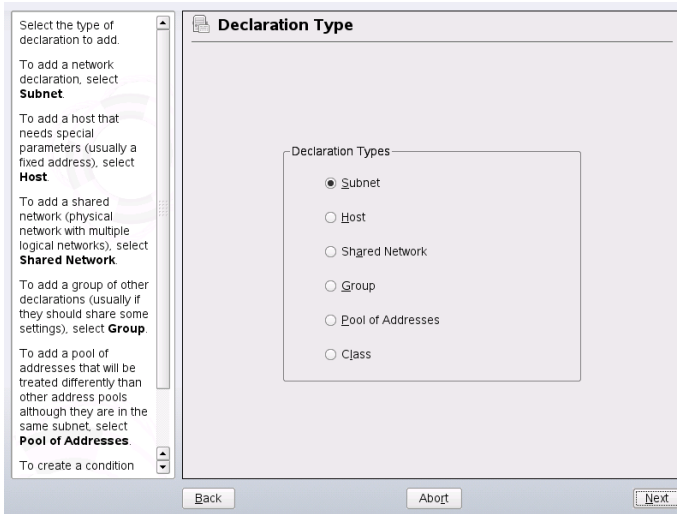 Select the type of
declaration to add.
To add a network
declaration, select
Subnet.
To add a host that
needs special
parameters (usually a
fixed address), select
Host.
To add a shared
network (physical
network with multiple
logical networks), select
Shared Network.
To add a group of other
declarations (usually if
they should share some
settings), select Group.
To add a pool of
addresses that will be
treated differently than
other address pools
although they are in the
same subnet, select
Pool of Addresses.
To create a condition
Declaration Type
Declaration Types
Subnet
Host
Shared Network
Group
Pool of Addresses
Class
Back
Abort
Next